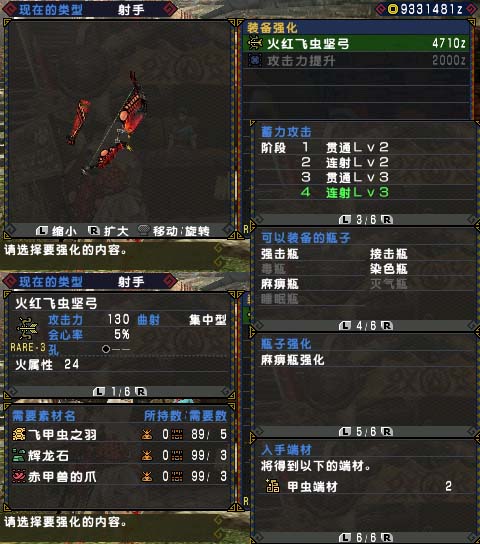 现在的类型 射手
9331481z
装备强化
火红飞虫坚弓 4710z
攻击力提升 2000z
L 缩小 R 扩大 移动/旋转
请选择要强化的内容。
蓄力攻击
阶段 1 贯通Lv2
2 连射Lv2
3 贯通Lv3
4 连射Lv3
L 3/6 R
可以装备的瓶子
强击瓶 接击瓶
毒瓶 染色瓶
麻痹瓶 灭气瓶
睡眠瓶
L 4/6 R
现在的类型 射手
火红飞虫坚弓
攻击力 130 曲射 集中型
会心率 5%
RARE-3 孔 ●――
火属性 24
L 1/6 R
需要素材名 所持数/需要数
飞甲虫之羽 0 89/ 5
辉龙石 0 99/ 3
赤甲兽的爪 0 99/ 3
请选择要强化的内容。
瓶子强化
麻痹瓶强化
L 5/6 R
入手端材
将得到以下的端材。
甲虫端材 2
L 6/6 R